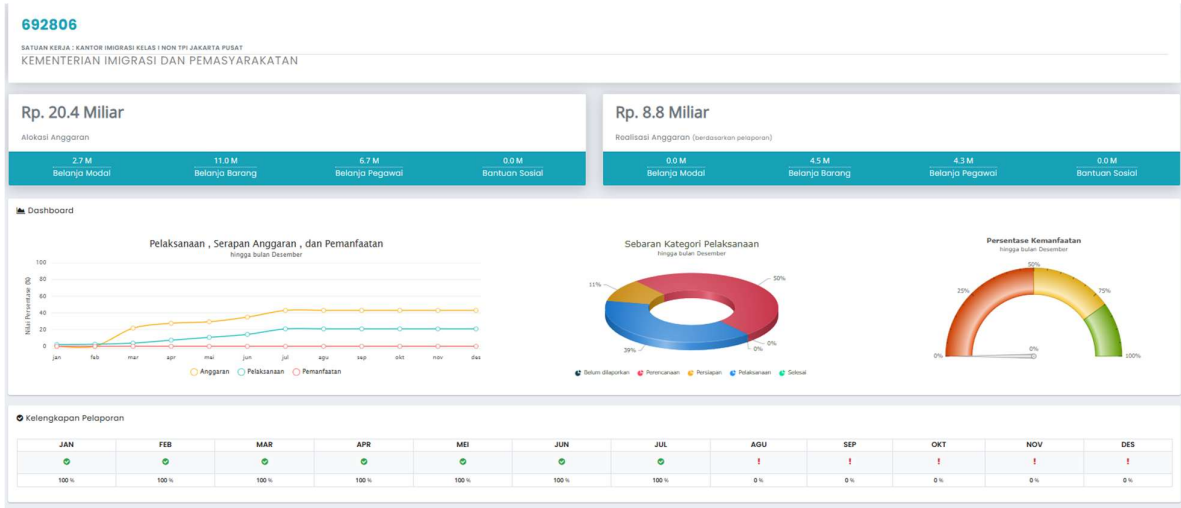 692806
SATUAN KERJA : KANTOR IMIGRASI KELAS I NON TPI JAKARTA PUSAT
KEMENTERIAN IMIGRASI DAN PEMASYARAKATAN
Rp. 20.4 Miliar
Alokasi Anggaran
2.7 M 11.0 M 6.7 M 0.0 M
Belanja Modal Belanja Barang Belanja Pegawai Bantuan Sosial
Rp. 8.8 Miliar
Realisasi Anggaran (berdasarkan pelaporan)
0.0 M 4.5 M 4.3 M 0.0 M
Belanja Modal Belanja Barang Belanja Pegawai Bantuan Sosial
Dashboard
Pelaksanaan , Serapan Anggaran , dan Pemanfaatan
hingga bulan Desember
Nilai Persentase (%)
100
80
60
40
20
0
jan feb mar apr mei jun jul agu sep okt nov des
Anggaran Pelaksanaan Pemanfaatan
Sebaran Kategori Pelaksanaan
hingga bulan Desember
50%
11%
39%
0%
0%
Belum dilaporkan Perencanaan Persiapan Pelaksanaan Selesai
Persentase Kemanfaatan
hingga bulan Desember
50%
25% 75%
0% 0% 100%
Kelengkapan Pelaporan
JAN FEB MAR APR MEI JUN JUL AGU SEP OKT NOV DES
! ! ! ! !
100 % 100 % 100 % 100 % 100 % 100 % 100 % 0 % 0 % 0 % 0 % 0 %